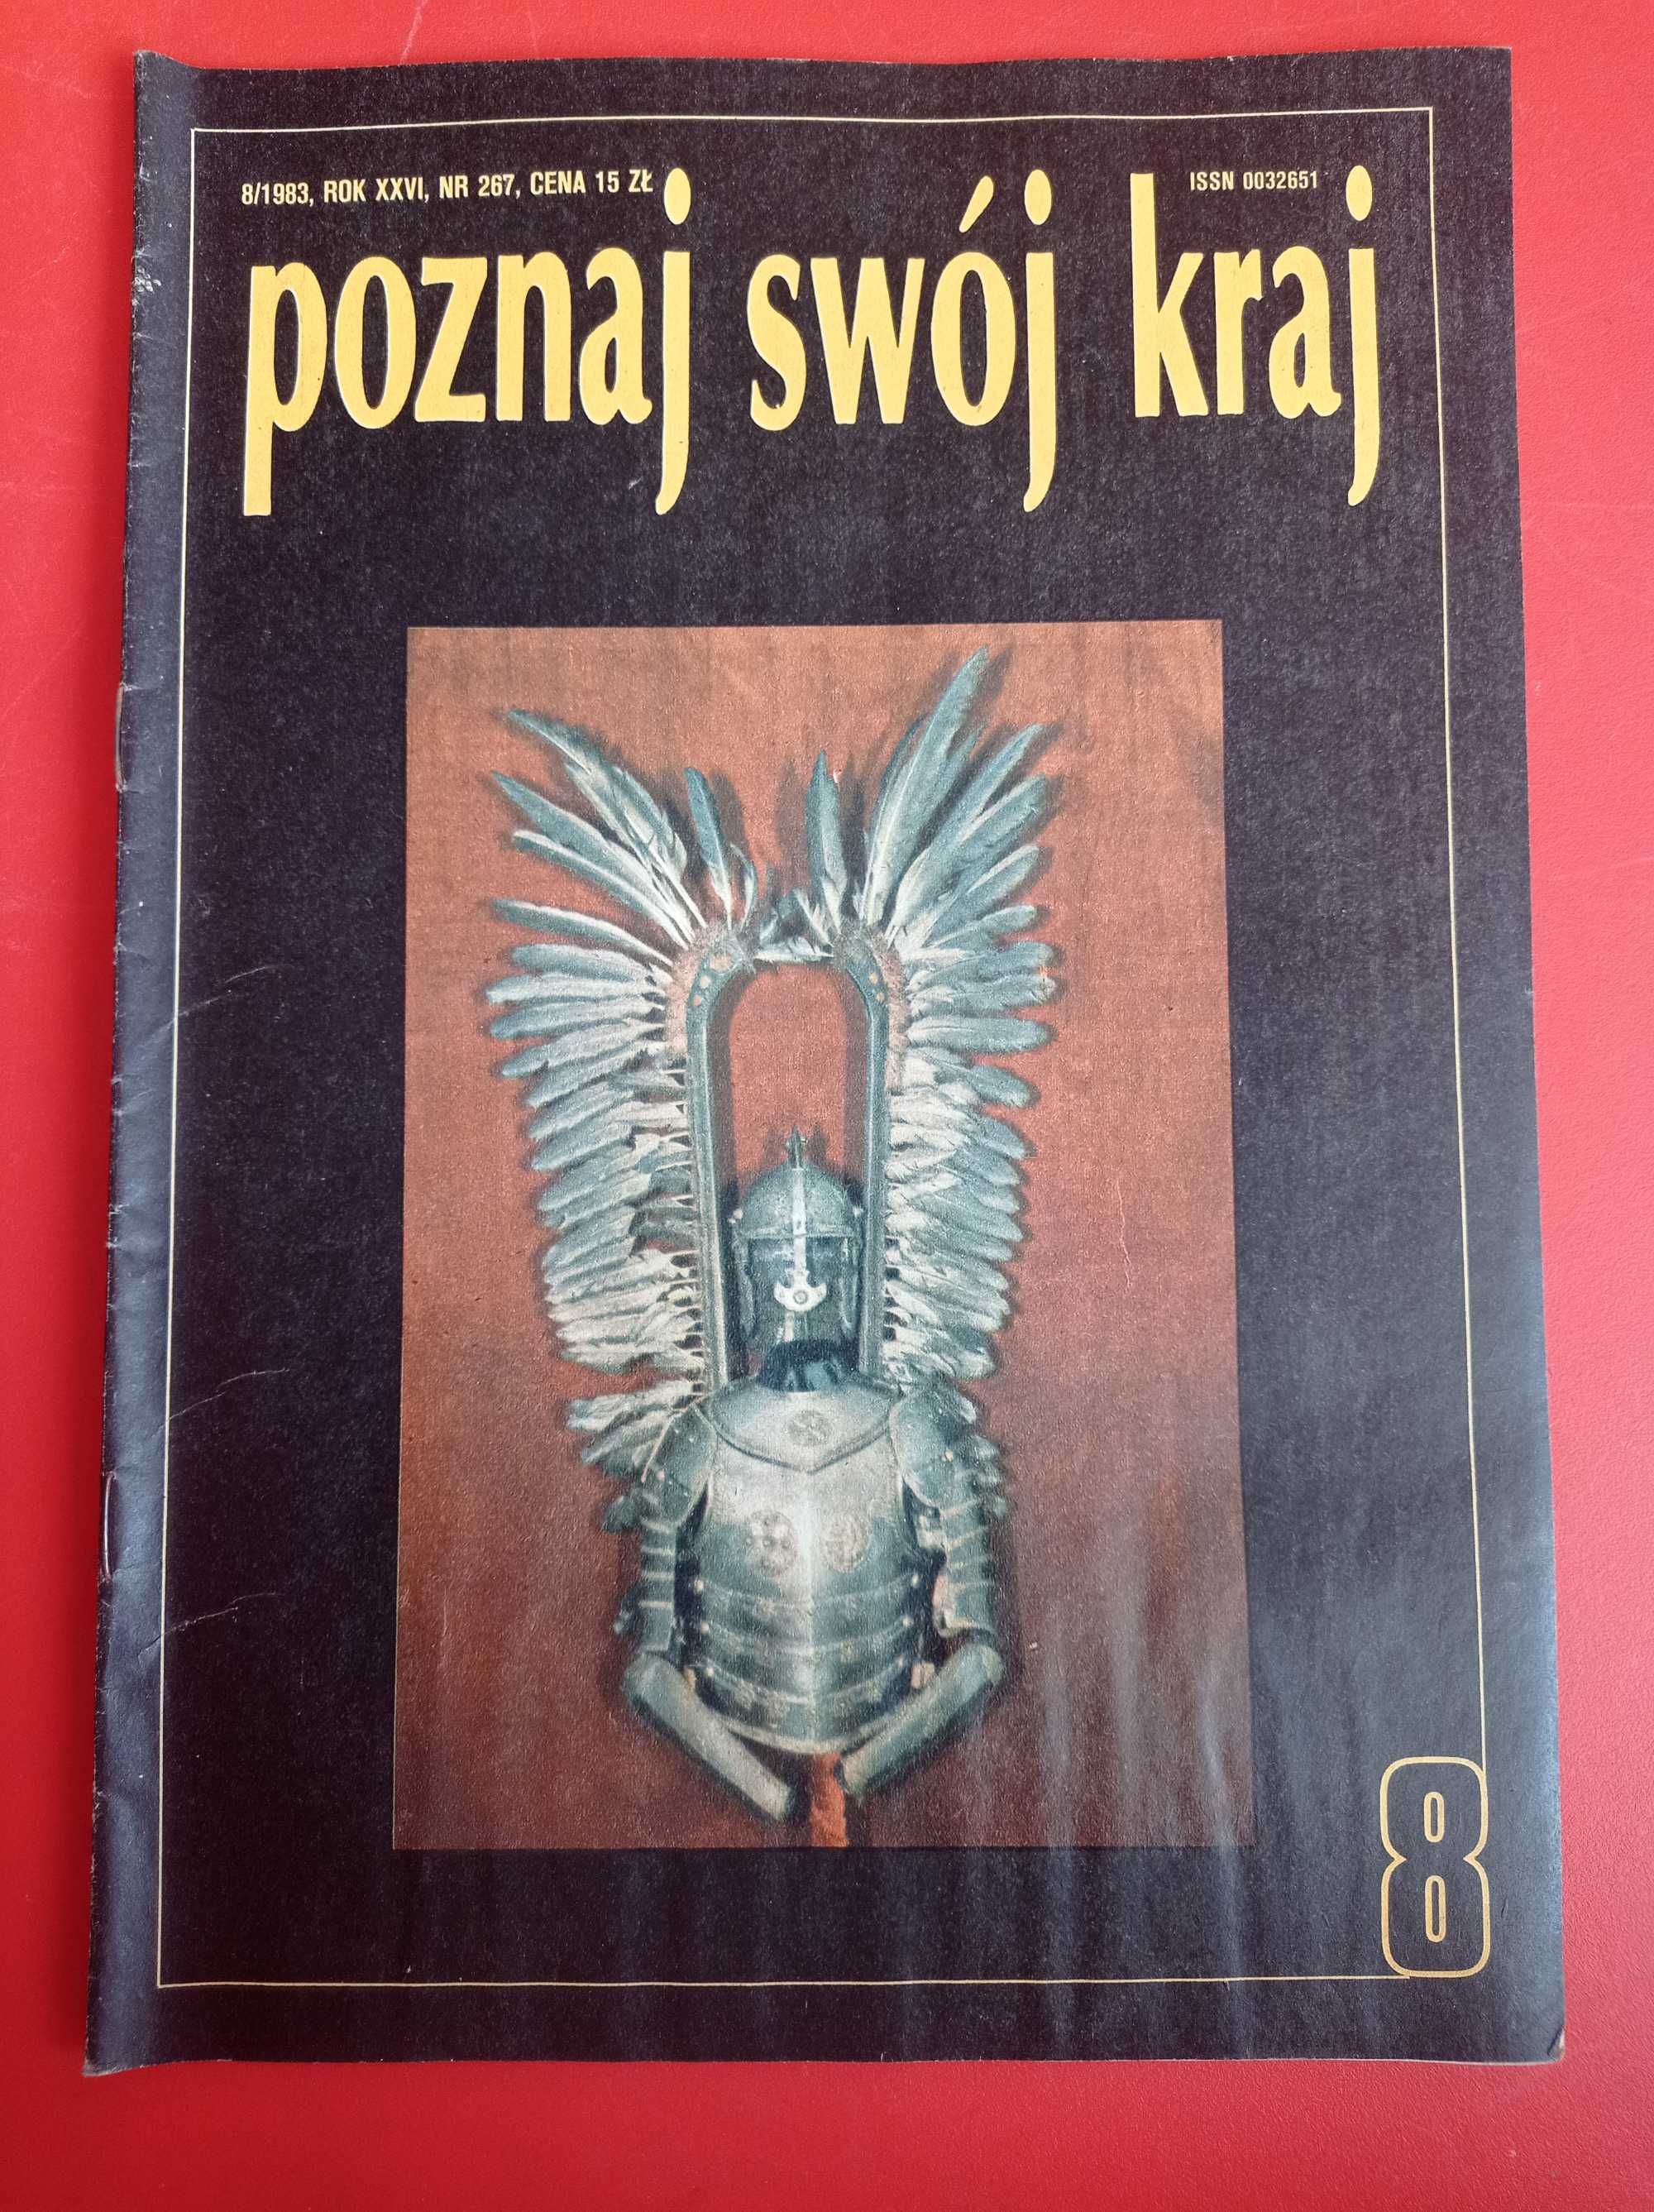 8/1983, ROK XXVI, NR 267, CENA 15 ZŁ
ISSN 0032651
poznaj swój kraj
8